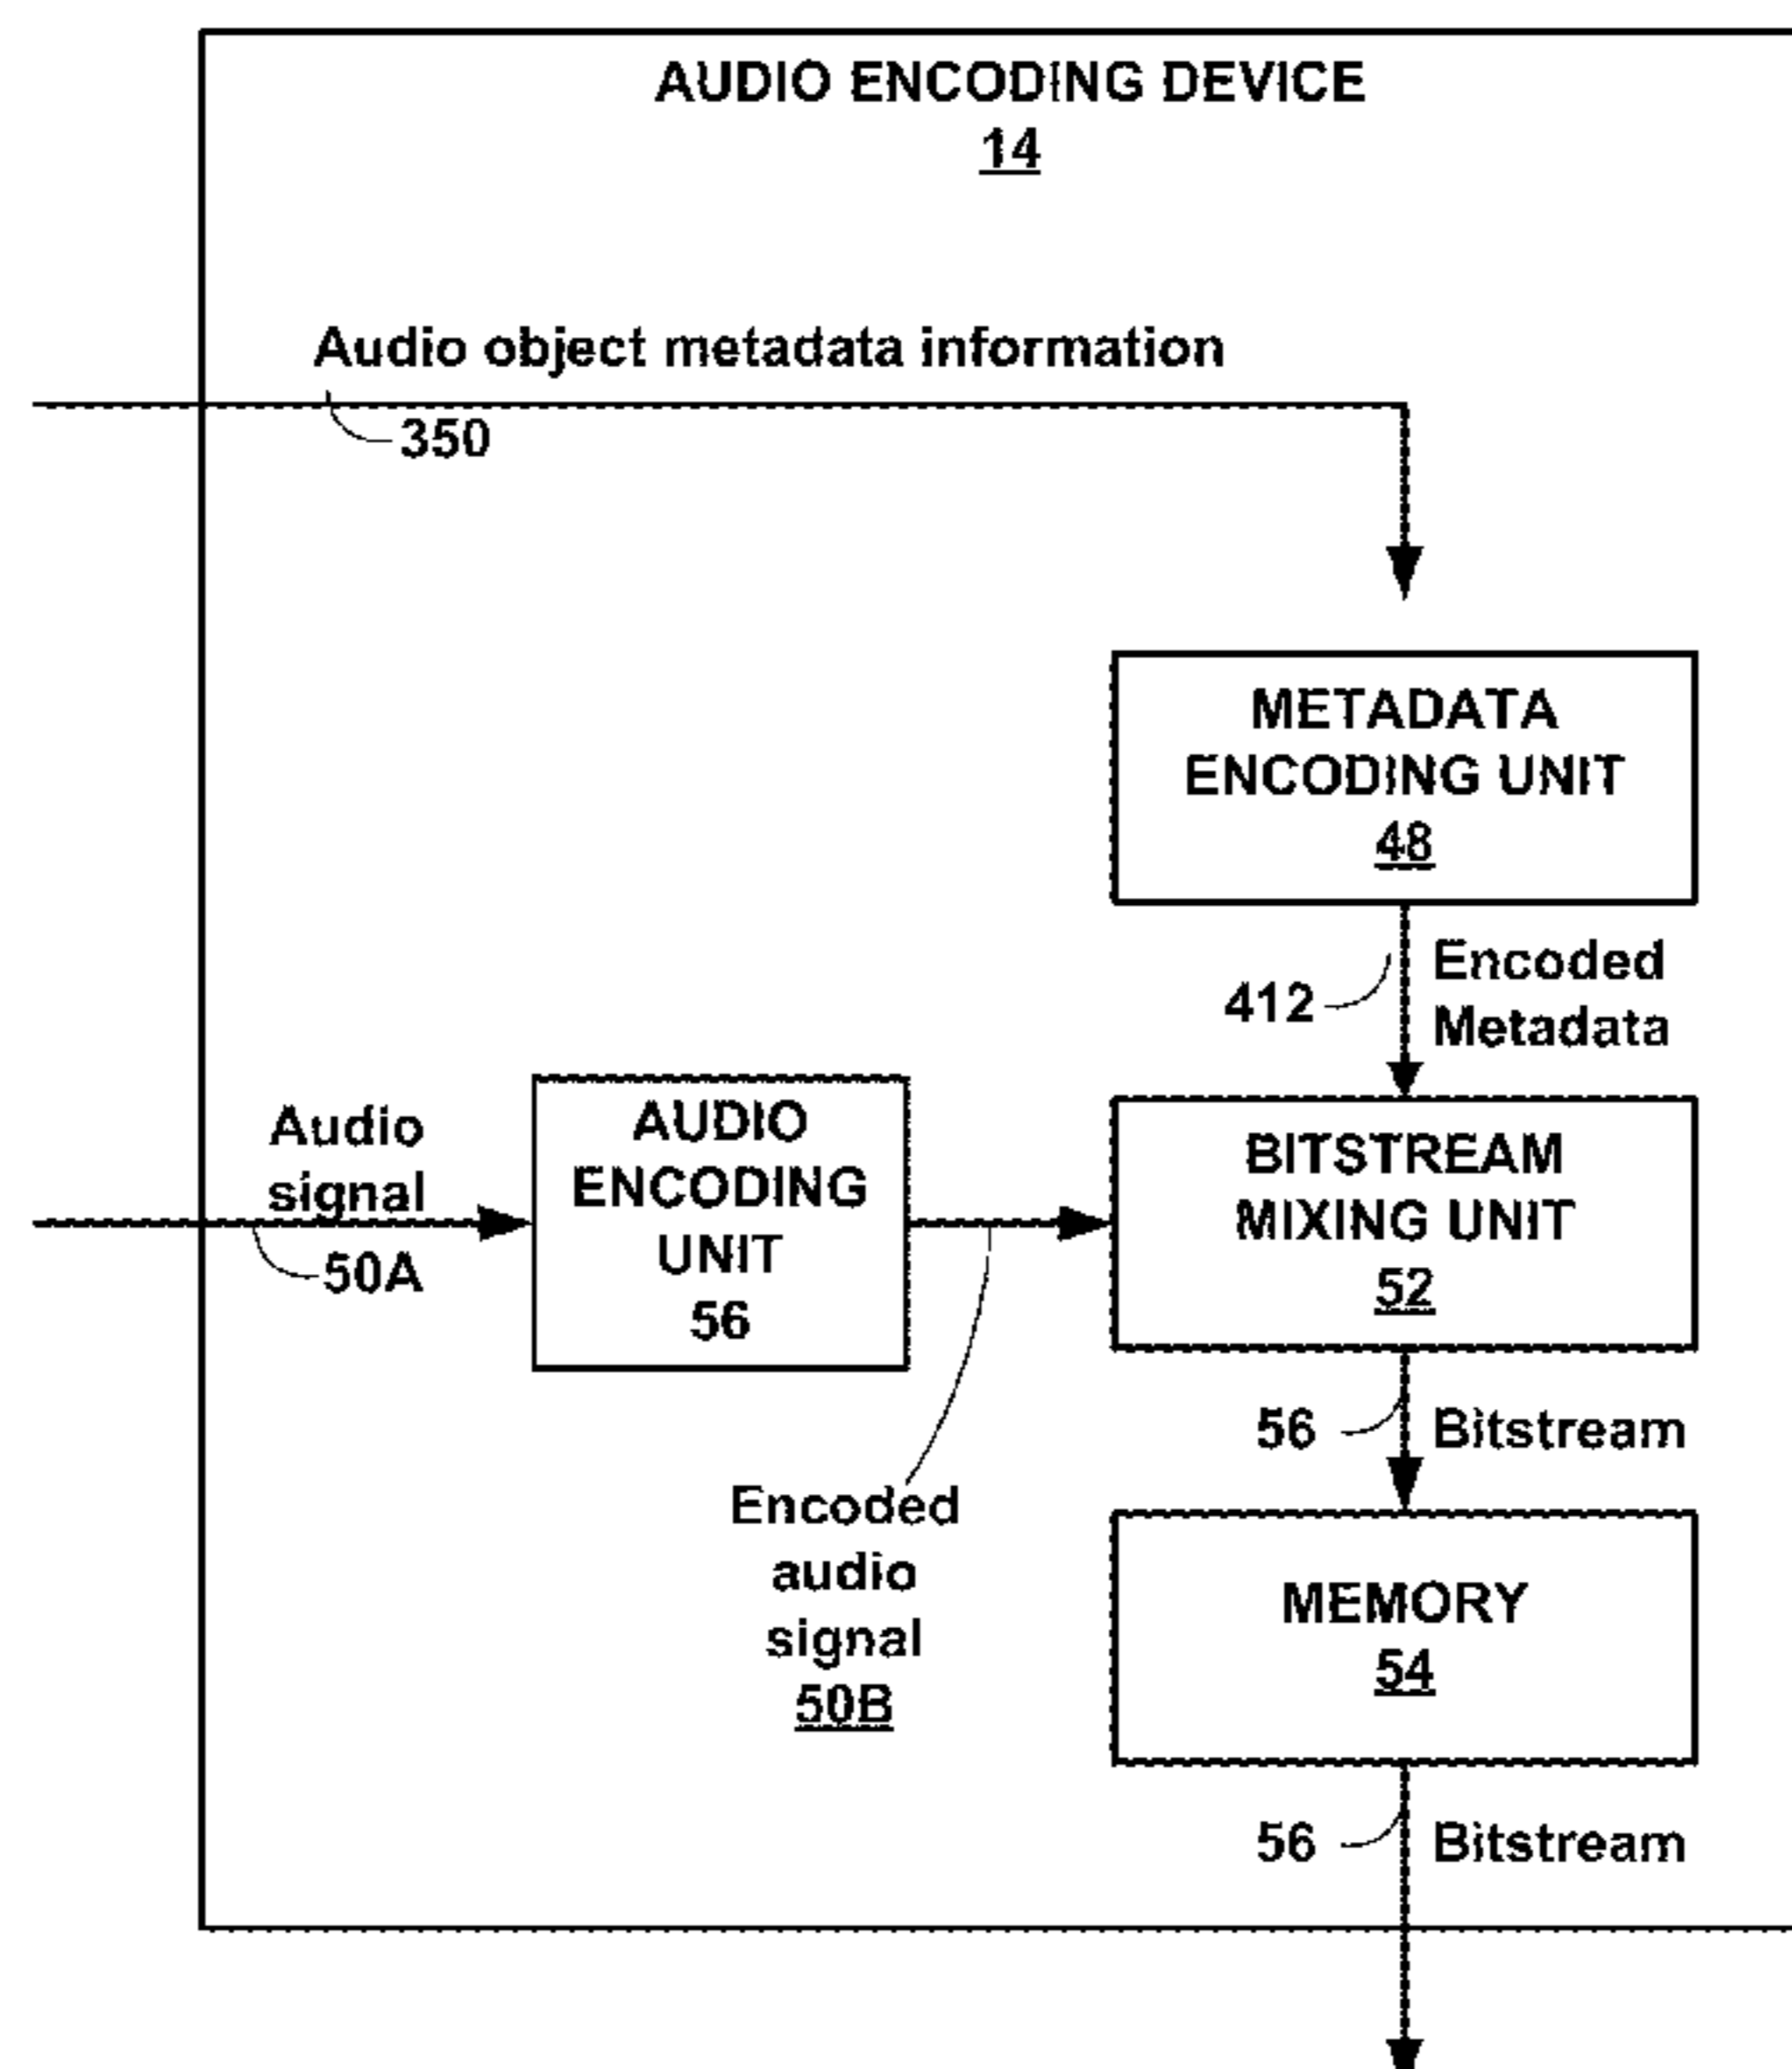 AUDIO ENCODING DEVICE
14
Audio object metadata information
350
METADATA
ENCODING UNIT
48
412
Encoded
Metadata
Audio
signal
50A
AUDIO
ENCODING
UNIT
56
BITSTREAM
MIXING UNIT
52
56
Bitstream
Encoded
audio
signal
50B
MEMORY
54
56
Bitstream